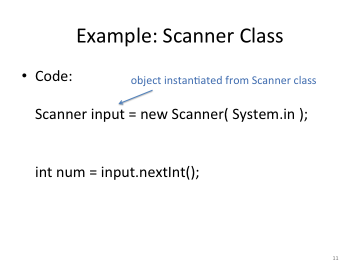 Example: Scanner Class
• Code:
object instantiated from Scanner class
Scanner input = new Scanner( System.in );
int num = input.nextInt();
11